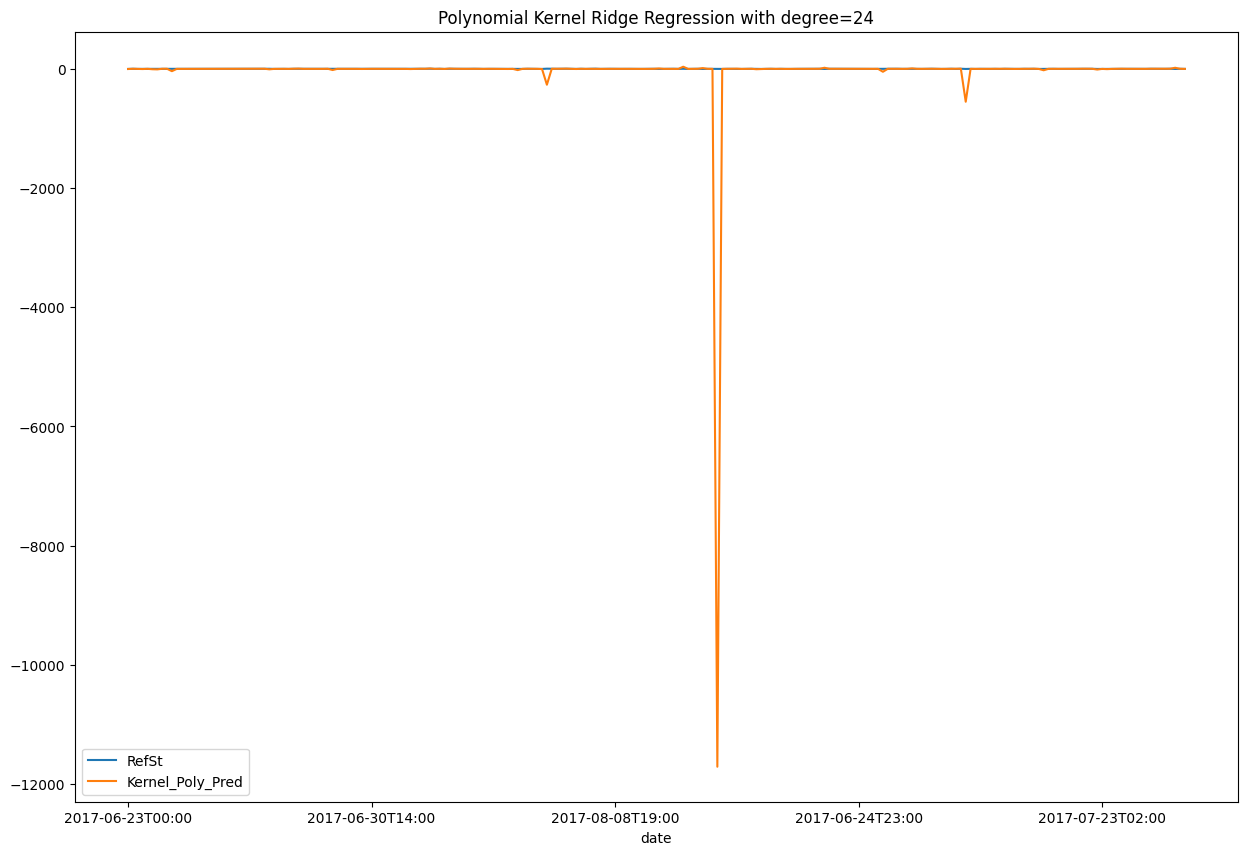 Polynomial Kernel Ridge Regression with degree=24
0
−2000
−4000
−6000
−8000
−10000
−12000
RefSt
Kernel_Poly_Pred
2017-06-23T00:00 2017-06-30T14:00 2017-08-08T19:00 2017-06-24T23:00 2017-07-23T02:00
date